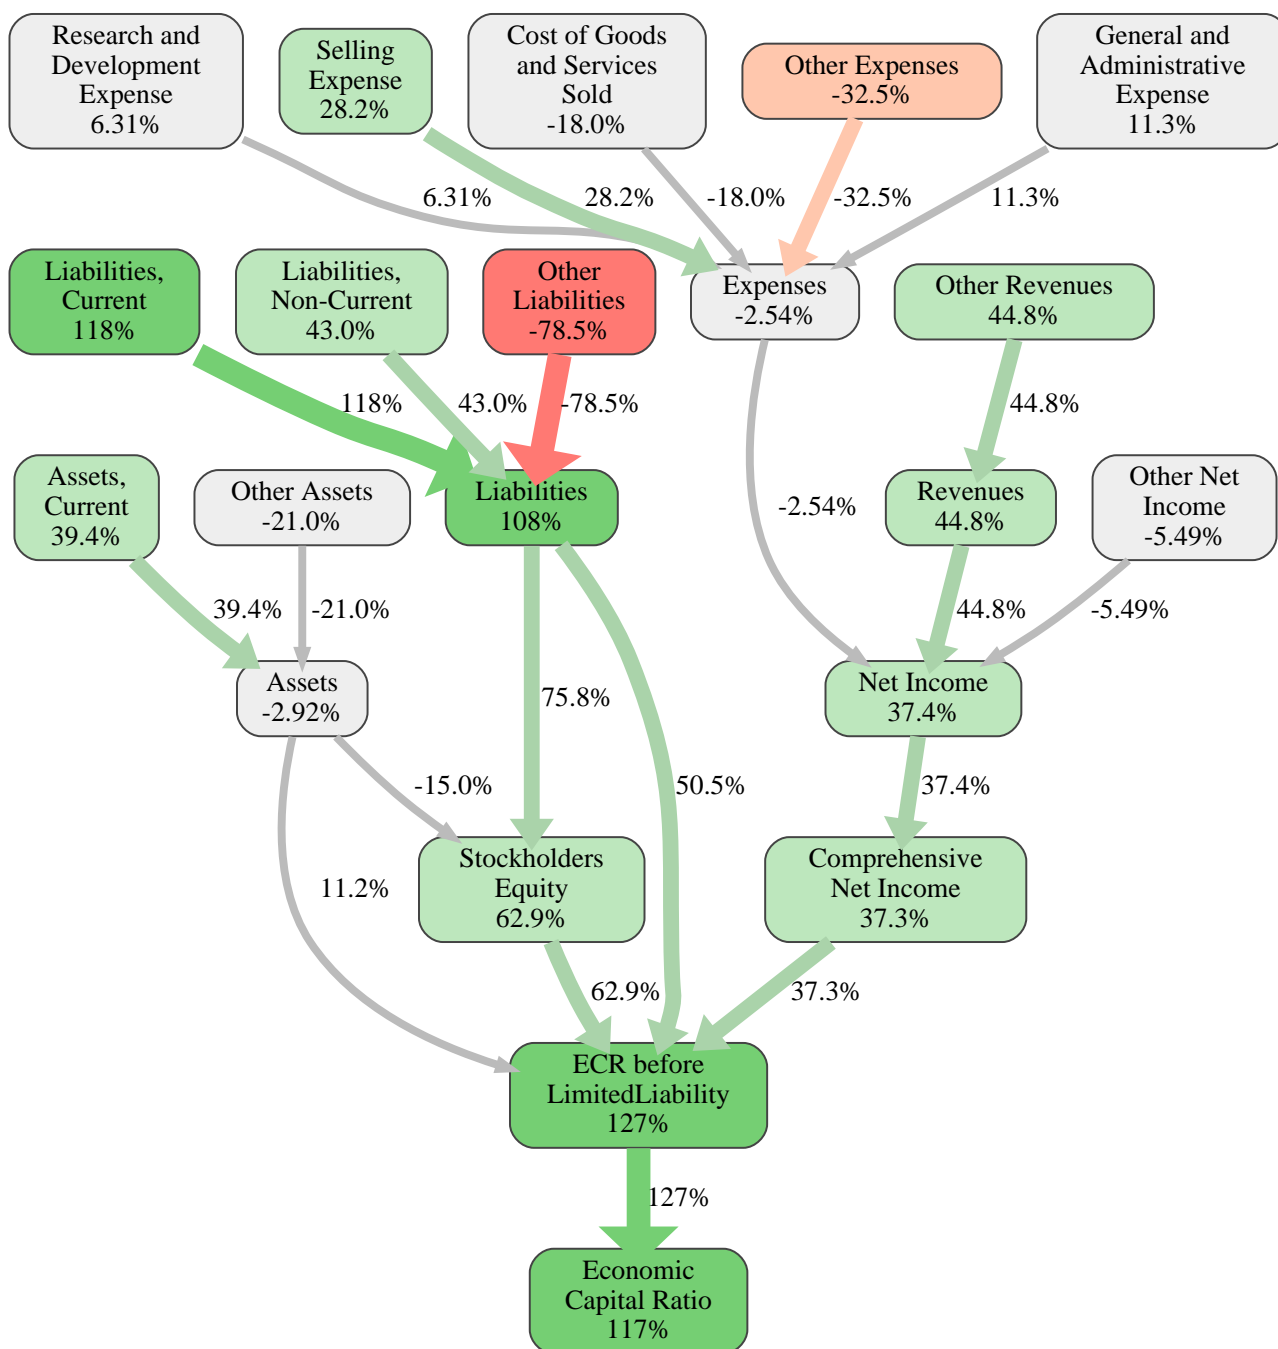 Research and
Development
Expense
6.31%
Selling
Expense
28.2%
Cost of Goods
and Services
Sold
-18.0%
Other Expenses
-32.5%
General and
Administrative
Expense
11.3%
6.31%
28.2%
-18.0%
-32.5%
11.3%
Liabilities,
Current
118%
Liabilities,
Non-Current
43.0%
Other
Liabilities
-78.5%
Expenses
-2.54%
Other Revenues
44.8%
118%
43.0%
-78.5%
44.8%
Assets,
Current
39.4%
Other Assets
-21.0%
Liabilities
108%
-2.54%
Revenues
44.8%
Other Net
Income
-5.49%
39.4%
-21.0%
44.8%
-5.49%
Assets
-2.92%
75.8%
Net Income
37.4%
-15.0%
50.5%
37.4%
11.2%
Stockholders
Equity
62.9%
Comprehensive
Net Income
37.3%
62.9%
37.3%
ECR before
LimitedLiability
127%
127%
Economic
Capital Ratio
117%